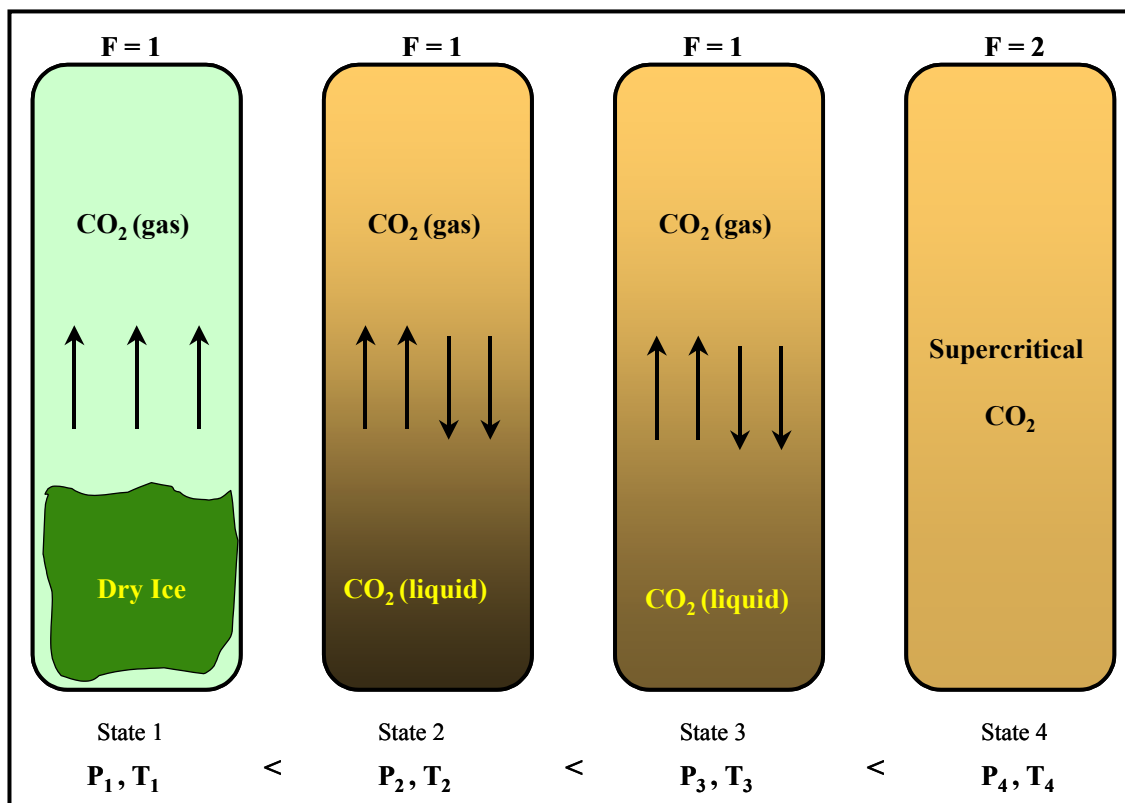 F = 1
F = 1
F = 1
F = 2
CO₂ (gas)
CO₂ (gas)
CO₂ (gas)
Supercritical
CO₂
Dry Ice
CO₂ (liquid)
CO₂ (liquid)
State 1
State 2
State 3
State 4
P₁ , T₁ < P₂ , T₂ < P₃ , T₃ < P₄ , T₄